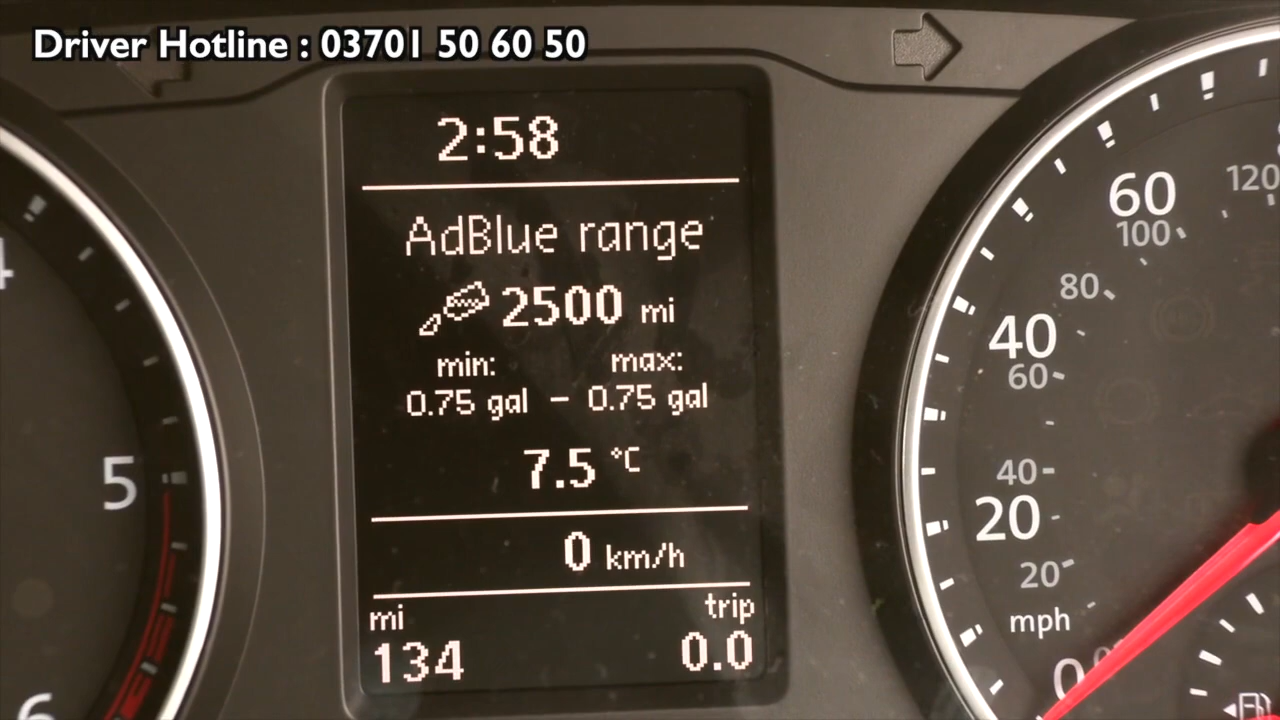 Driver Hotline : 03701 50 60 50
2:58
AdBlue range
2500 mi
min: max:
0.75 gal – 0.75 gal
7.5 °C
0 km/h
mi trip
134 0.0
4
5
6
120
60
100
80
40
60
40
20
20
mph
0